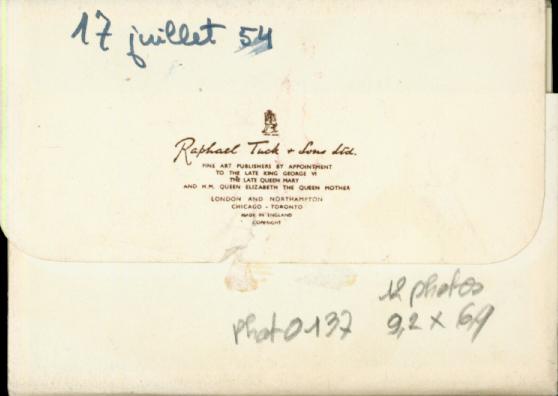 17 juillet 54
Raphael Tuck & Sons Ltd.
FINE ART PUBLISHERS BY APPOINTMENT
TO THE LATE KING GEORGE VI
THE LATE QUEEN MARY
AND H.M. QUEEN ELIZABETH THE QUEEN MOTHER
LONDON AND NORTHAMPTON
CHICAGO - TORONTO
MADE IN ENGLAND
COPYRIGHT
12 photos
phot0137 9,2 x 6,9